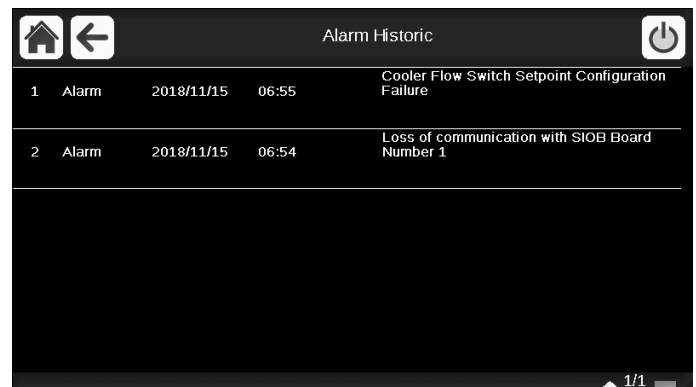 Alarm Historic
1 Alarm 2018/11/15 06:55 Cooler Flow Switch Setpoint Configuration
Failure
2 Alarm 2018/11/15 06:54 Loss of communication with SIOB Board
Number 1
1/1